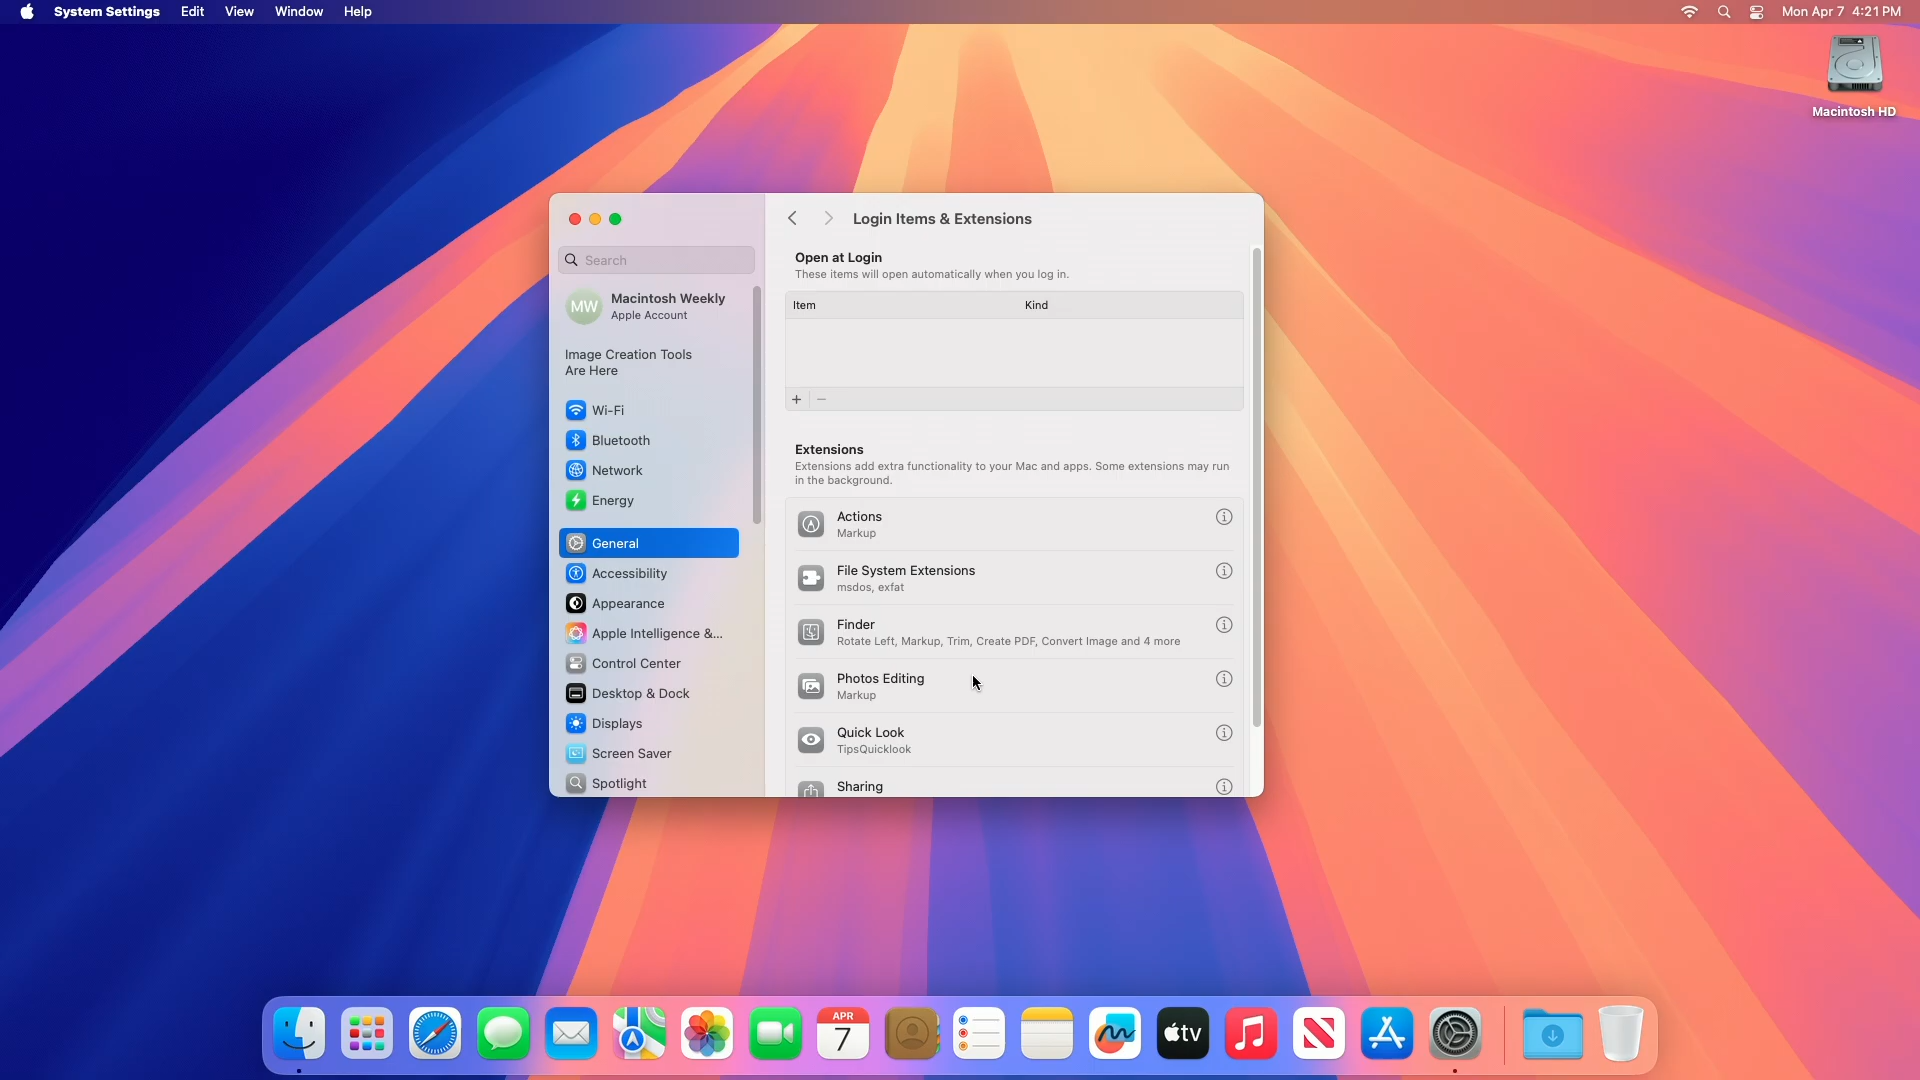 System Settings Edit View Window Help Mon Apr 7 4:21 PM
Macintosh HD
Login Items & Extensions
Search
MW
Macintosh Weekly
Apple Account
Image Creation Tools
Are Here
Wi-Fi
Bluetooth
Network
Energy
General
Accessibility
Appearance
Apple Intelligence &...
Control Center
Desktop & Dock
Displays
Screen Saver
Spotlight
Open at Login
These items will open automatically when you log in.
Item Kind
+ −
Extensions
Extensions add extra functionality to your Mac and apps. Some extensions may run
in the background.
Actions
Markup
File System Extensions
msdos, exfat
Finder
Rotate Left, Markup, Trim, Create PDF, Convert Image and 4 more
Photos Editing
Markup
Quick Look
TipsQuicklook
Sharing
APR
7
tv